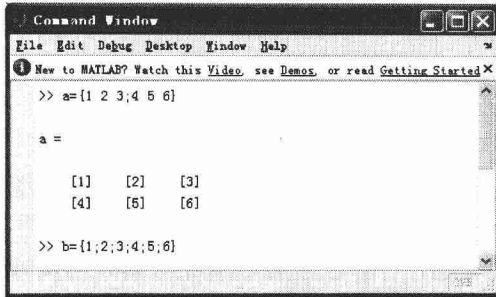 Command Window
File Edit Debug Desktop Window Help
New to MATLAB? Watch this Video, see Demos, or read Getting Started
>> a={1 2 3;4 5 6}
a =
[1] [2] [3]
[4] [5] [6]
>> b={1;2;3;4;5;6}